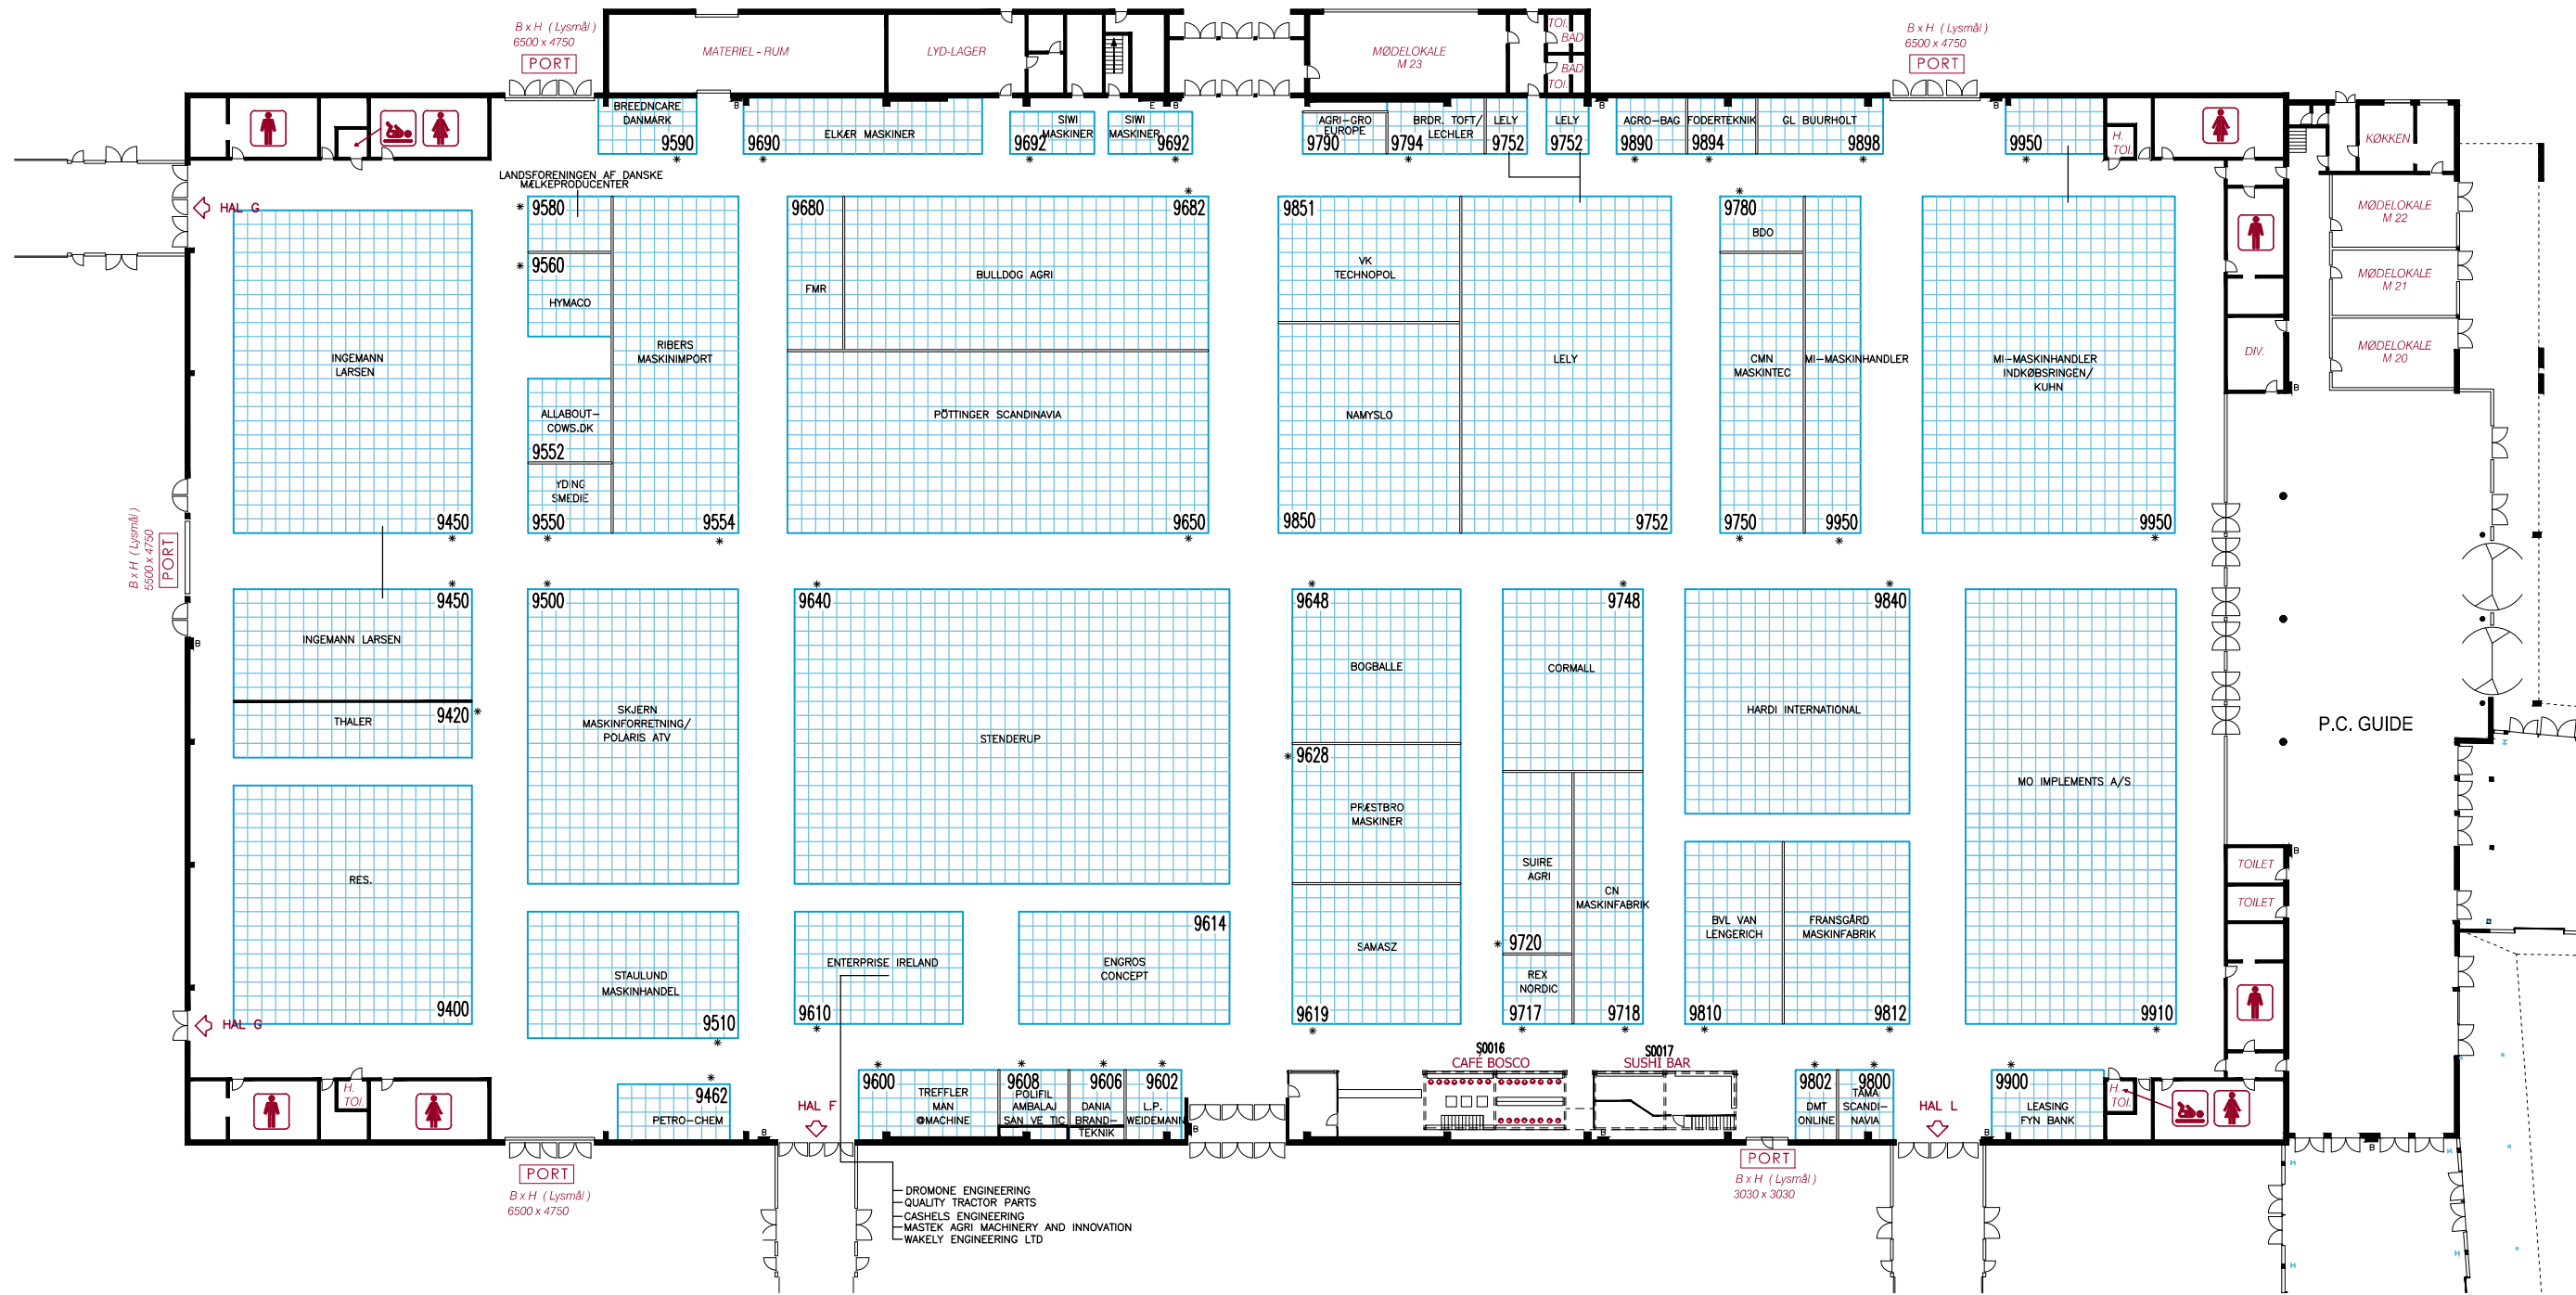 B x H ( Lysmål )
6500 x 4750
PORT
MATERIEL - RUM
LYD-LAGER
MØDELOKALE
M 23
TOI.
BAD
BAD
TOI.
B x H ( Lysmål )
6500 x 4750
PORT
BREEDNCARE
DANMARK
9590
B
9690
ELKÆR MASKINER
SIWI
MASKINER
9692
SIWI
MASKINER
9692
E
B
AGRI-GRO
EUROPE
9790
BRDR. TOFT/
LECHLER
9794
LELY
9752
LELY
9752
B
AGRO-BAG
9890
FODERTEKNIK
9894
GL BUURHOLT
9898
B
9950
H.
TOI.
KØKKEN
HAL G
LANDSFORENINGEN AF DANSKE
MÆLKEPRODUCENTER
9580
9560
HYMACO
RIBERS
MASKINIMPORT
9680
FMR
9682
BULLDOG AGRI
9851
VK
TECHNOPOL
LELY
9780
BDO
CMN
MASKINTEC
MI-MASKINHANDLER
MI-MASKINHANDLER
INDKØBSRINGEN/
KUHN
MØDELOKALE
M 22
MØDELOKALE
M 21
MØDELOKALE
M 20
DIV.
B
INGEMANN
LARSEN
9450
ALLABOUT-
COWS.DK
9552
YDING
SMEDIE
9550
9554
PÖTTINGER SCANDINAVIA
9650
NAMYSLO
9850
9752
9750
9950
9950
B x H ( Lysmål )
5500 x 4750
PORT
B
9450
INGEMANN LARSEN
THALER
9420
9500
SKJERN
MASKINFORRETNING/
POLARIS ATV
9640
STENDERUP
9648
BOGBALLE
9628
PRÆSTBRO
MASKINER
SAMASZ
9619
9748
CORMALL
SUIRE
AGRI
9720
REX
NORDIC
9717
CN
MASKINFABRIK
9718
9840
HARDI INTERNATIONAL
BVL VAN
LENGERICH
9810
FRANSGÅRD
MASKINFABRIK
9812
MO IMPLEMENTS A/S
9910
P.C. GUIDE
B
TOILET
TOILET
RES.
9400
STAULUND
MASKINHANDEL
9510
ENTERPRISE IRELAND
9610
9614
ENGROS
CONCEPT
HAL G
H.
TOI.
9462
PETRO-CHEM
B
HAL F
9600
TREFFLER
MAN
@MACHINE
9608
POLIFIL
AMBALAJ
SAN VE TIC
9606
DANIA
BRAND-
TEKNIK
9602
L.P.
WEIDEMANN
B
S0016
CAFÉ BOSCO
S0017
SUSHI BAR
B
9802
DMT
ONLINE
9800
TAMA
SCANDI-
NAVIA
HAL L
B
9900
LEASING
FYN BANK
H.
TOI.
B
PORT
B x H ( Lysmål )
6500 x 4750
PORT
B x H ( Lysmål )
3030 x 3030
DROMONE ENGINEERING
QUALITY TRACTOR PARTS
CASHELS ENGINEERING
MASTEK AGRI MACHINERY AND INNOVATION
WAKELY ENGINEERING LTD